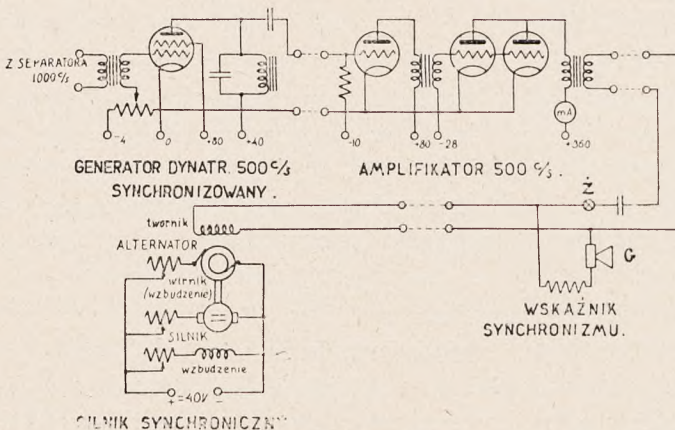 Z SEPARATORA
1000 c/s
-4
0
+80
+40
-10
+80
-28
mA
+360
GENERATOR DYNATR. 500 c/s
SYNCHRONIZOWANY.
AMPLIFIKATOR 500 c/s.
Ż
G
twornik
ALTERNATOR
wirnik
(wzbudzenie)
=
SILNIK
wzbudzenie
+ =40V −
WSKAŹNIK
SYNCHRONIZMU.
SILNIK SYNCHRONICZNY